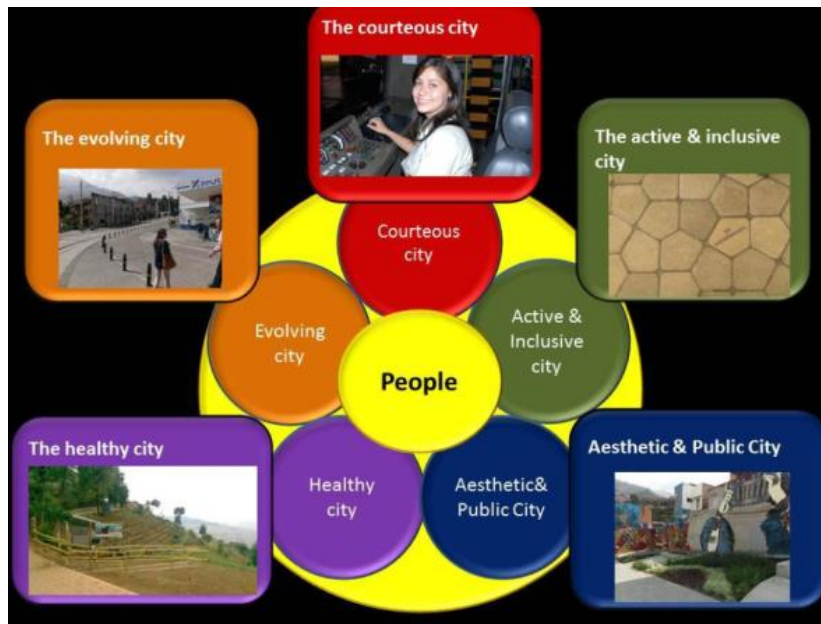 The courteous city
The evolving city
The active & inclusive
city
Courteous
city
Evolving
city
Active &
Inclusive
city
People
The healthy city
Aesthetic & Public City
Healthy
city
Aesthetic&
Public City